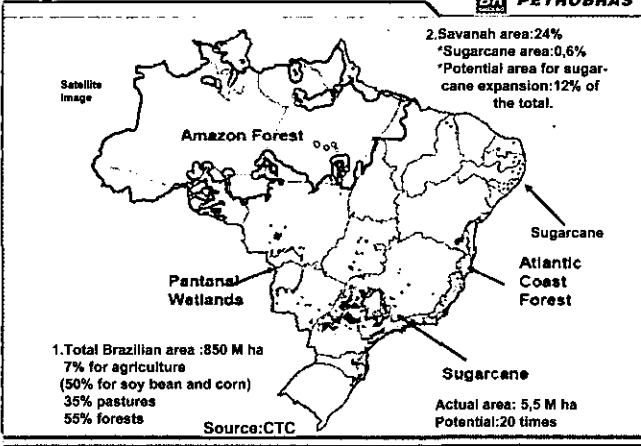 BR PETROBRAS
2.Savanah area:24%
*Sugarcane area:0,6%
*Potential area for sugar-
cane expansion:12% of
the total.
Satellite
Image
Amazon Forest
Sugarcane
Pantanal
Wetlands
Atlantic
Coast
Forest
1.Total Brazilian area :850 M ha
7% for agriculture
(50% for soy bean and corn)
35% pastures
55% forests
Source:CTC
Sugarcane
Actual area: 5,5 M ha
Potential:20 times